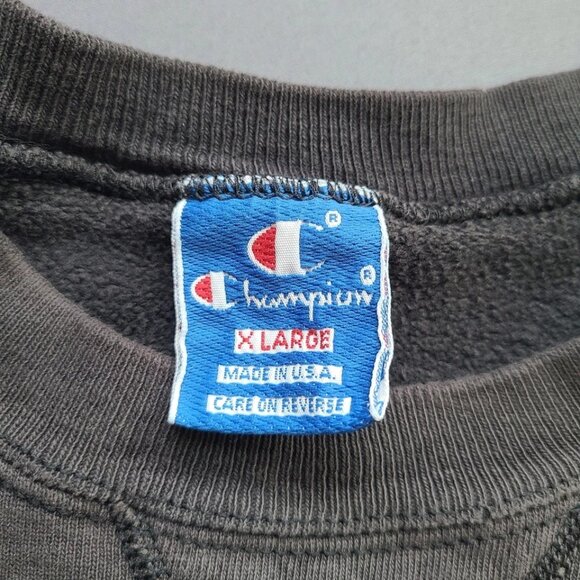 ®
Champion®
X LARGE
MADE IN U.S.A.
CARE ON REVERSE